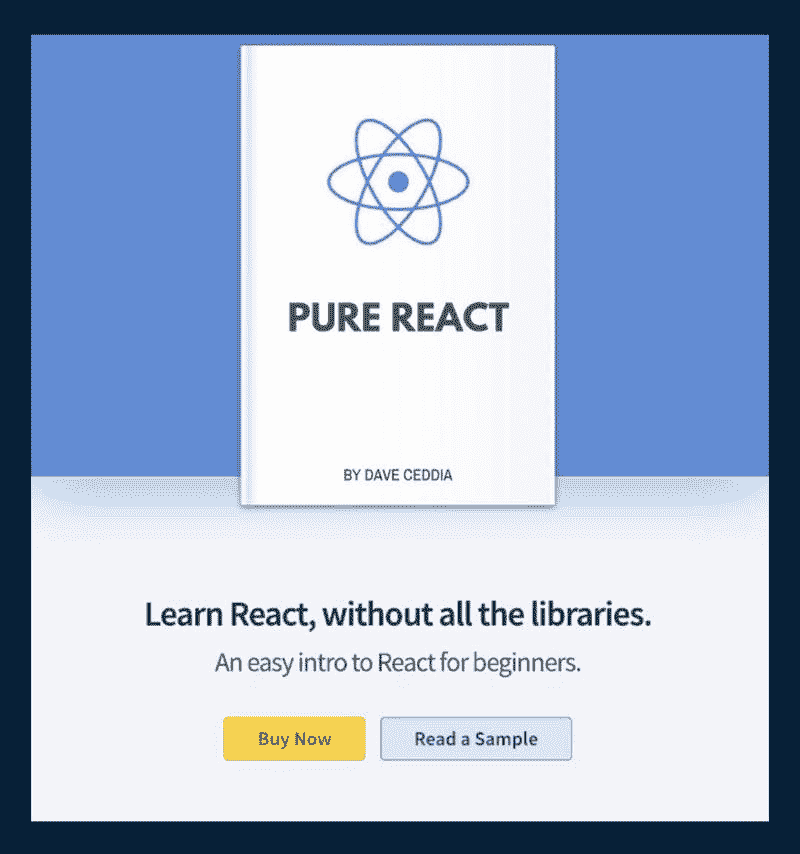 PURE REACT
BY DAVE CEDDIA
Learn React, without all the libraries.
An easy intro to React for beginners.
Buy Now
Read a Sample